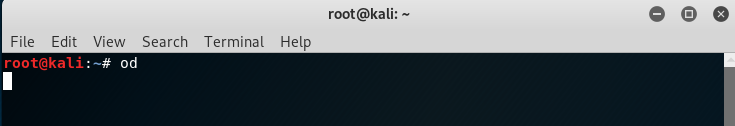 root@kali: ~
File Edit View Search Terminal Help
root@kali:~# od